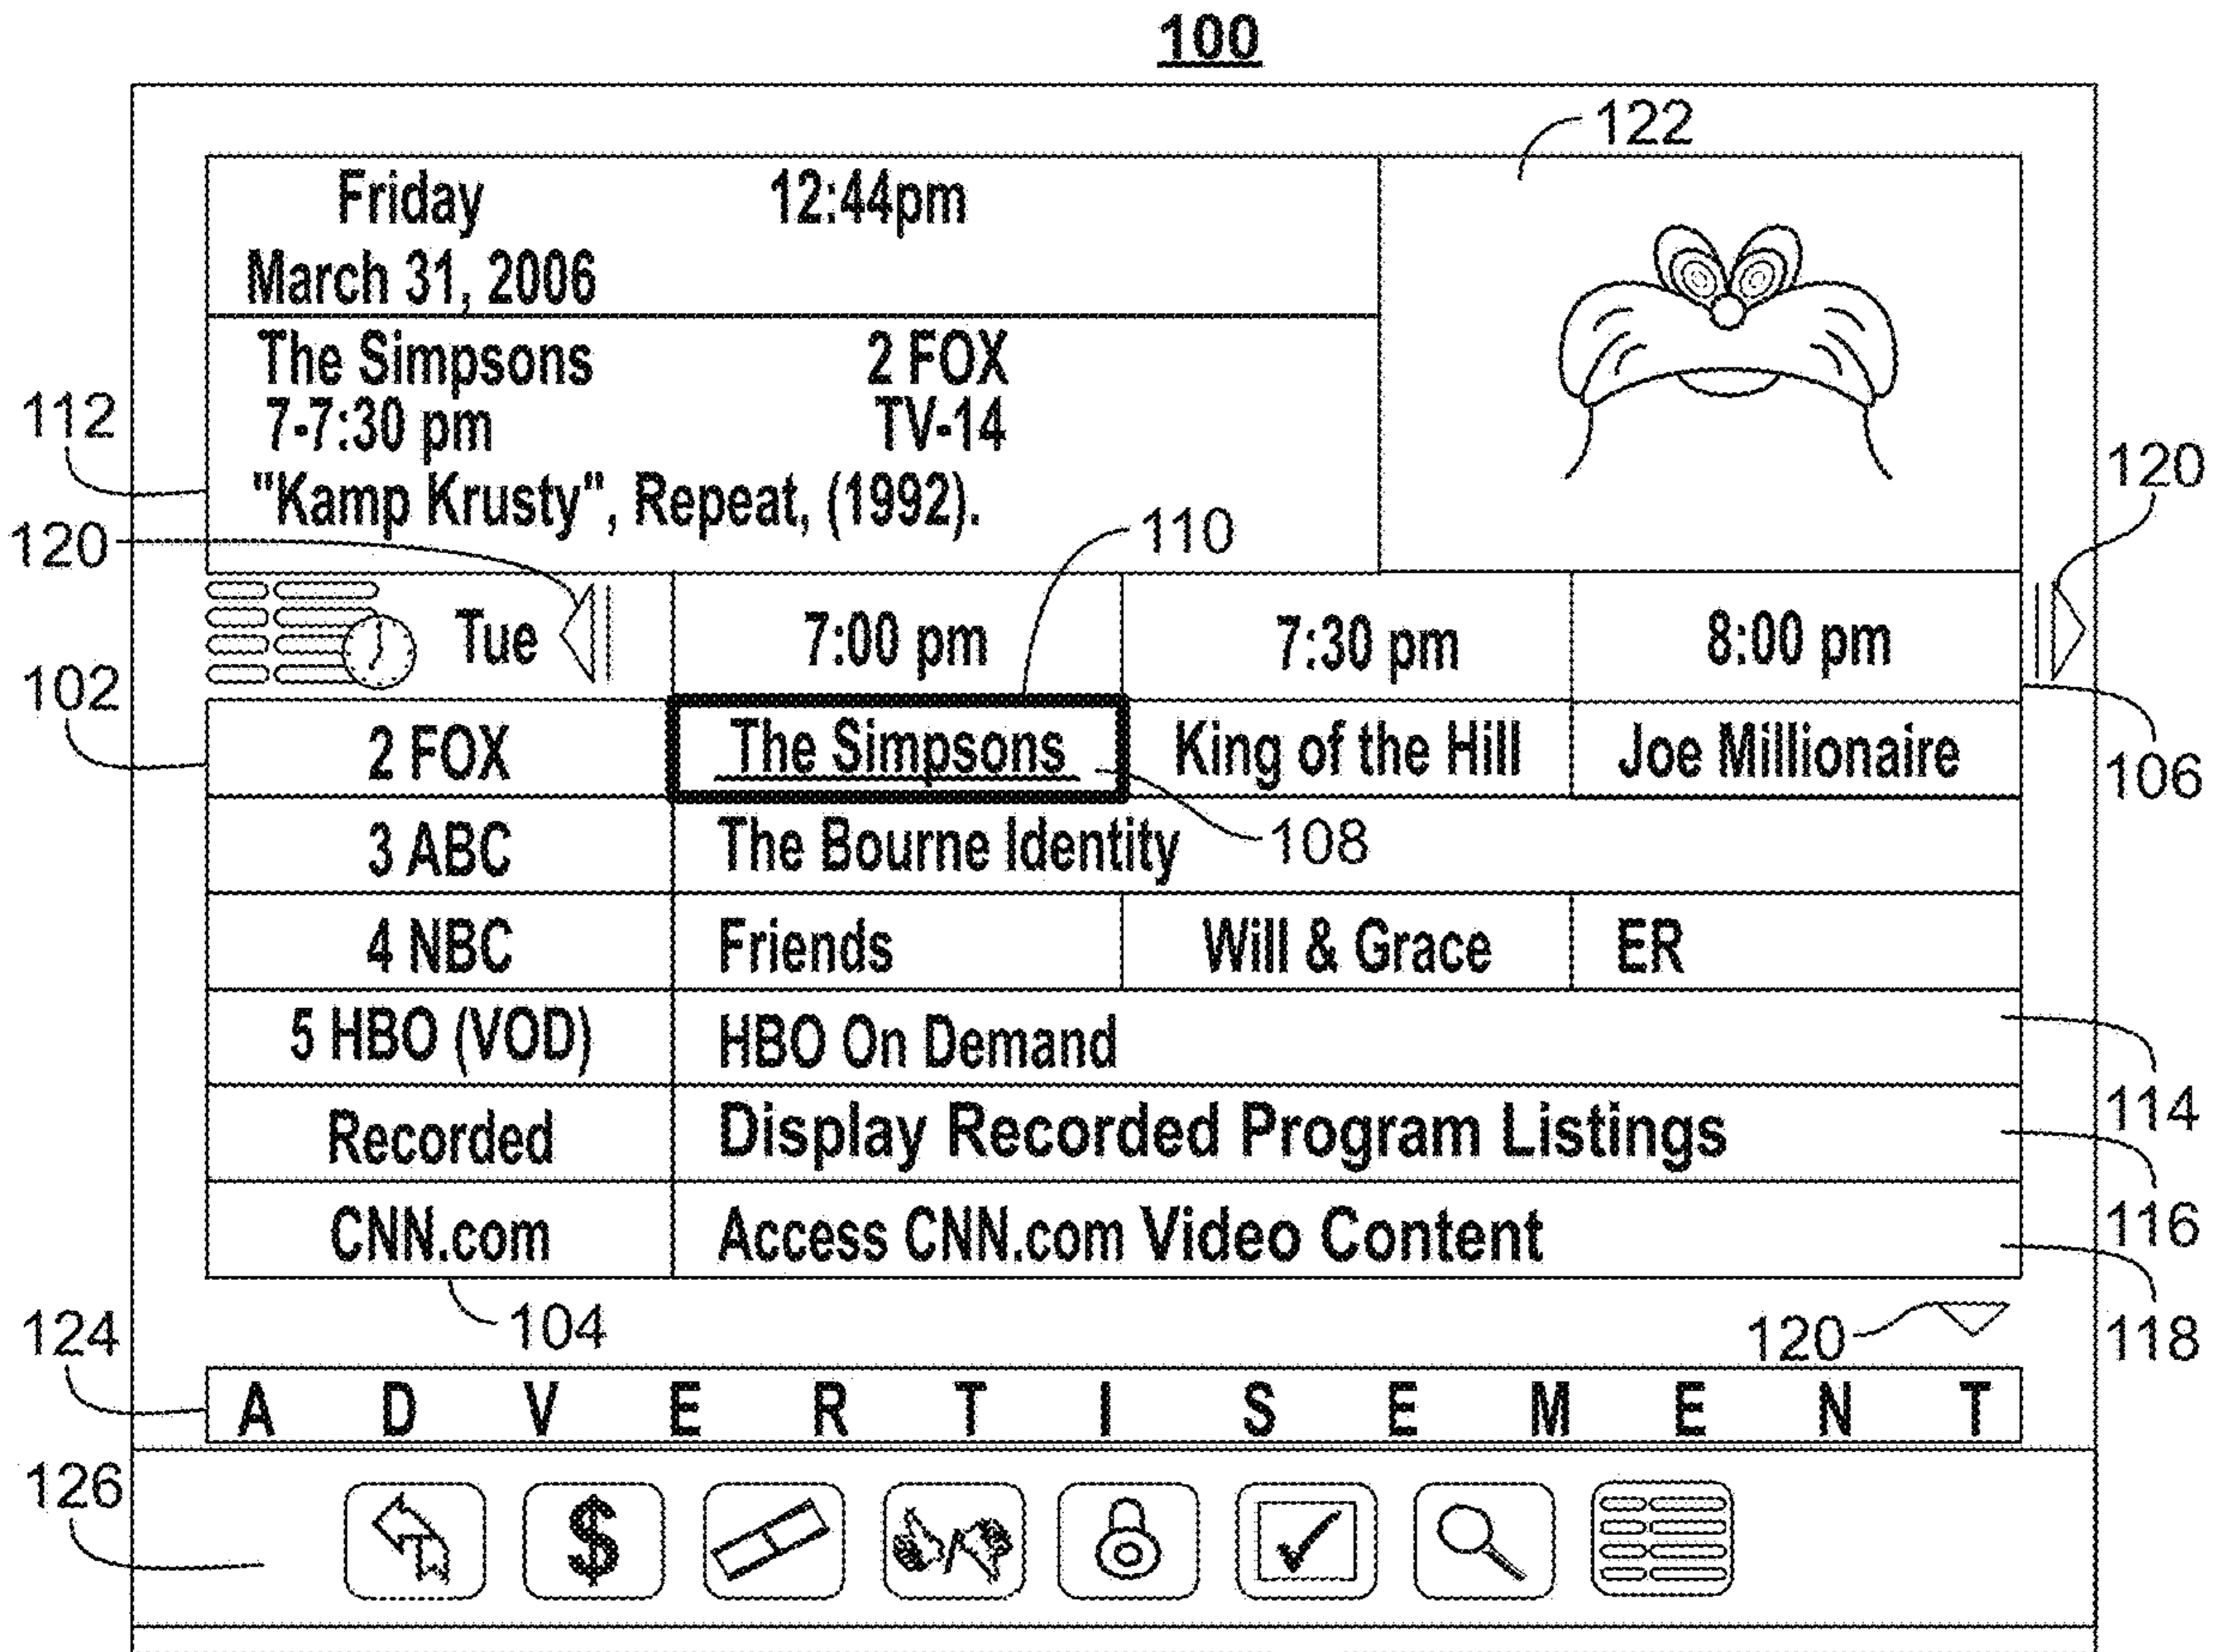 100
122
Friday 12:44pm
March 31, 2006
The Simpsons 2 FOX
7-7:30 pm TV-14
112
"Kamp Krusty", Repeat, (1992).
120
120
110
Tue 7:00 pm 7:30 pm 8:00 pm
102
2 FOX The Simpsons King of the Hill Joe Millionaire
106
3 ABC The Bourne Identity 108
4 NBC Friends Will & Grace ER
5 HBO (VOD) HBO On Demand
114
Recorded Display Recorded Program Listings
116
CNN.com Access CNN.com Video Content
104
120
118
124
A D V E R T I S E M E N T
126
$